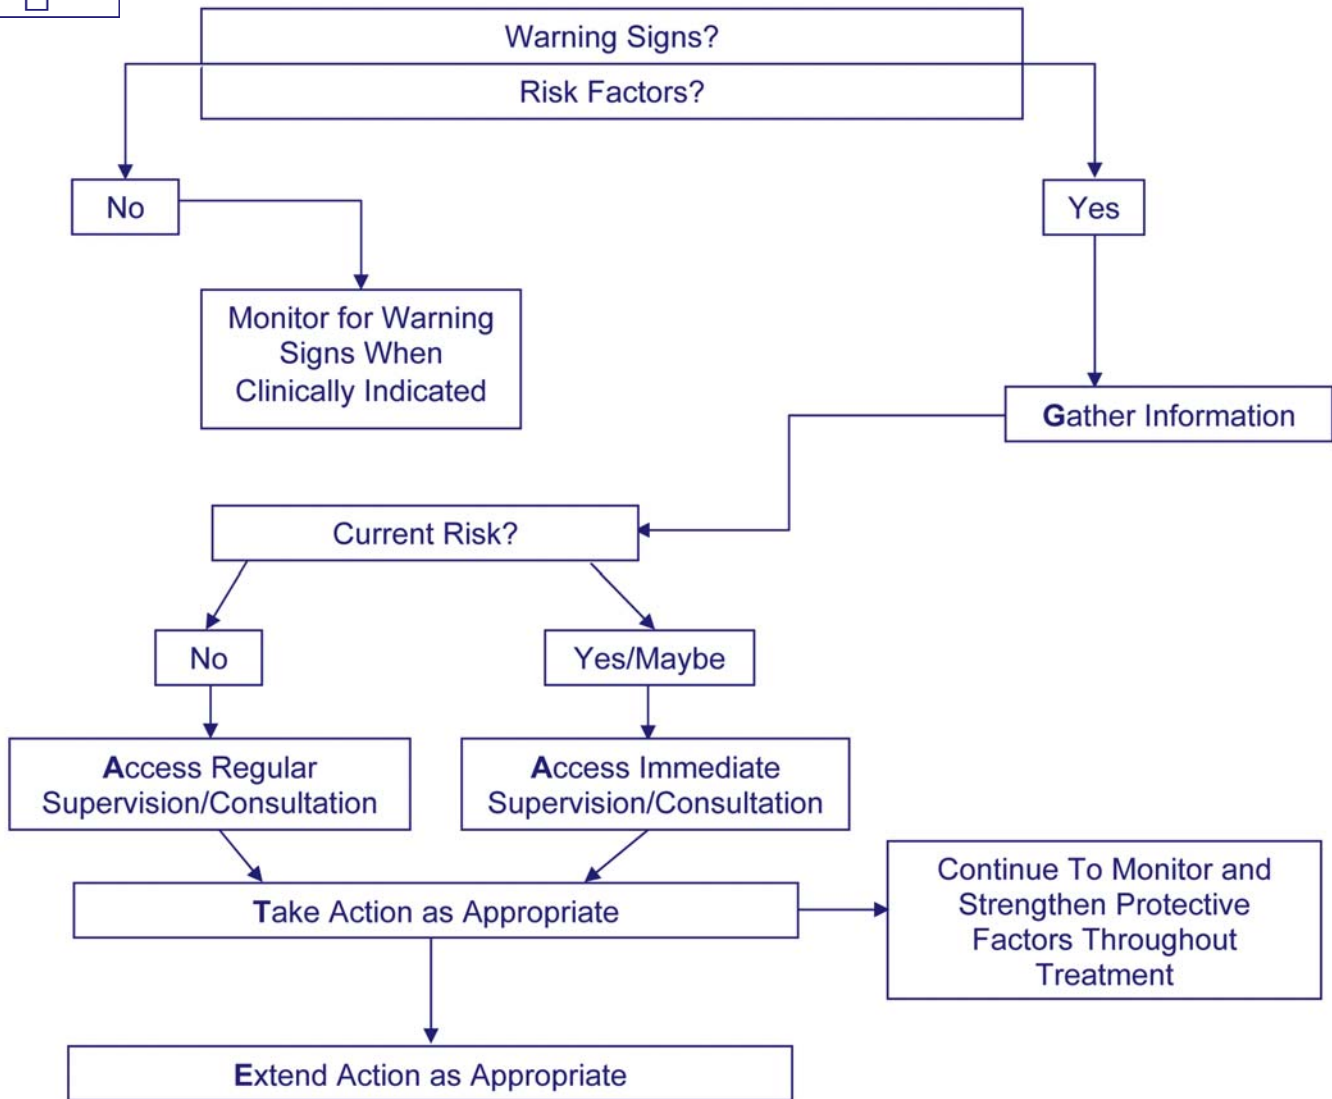 Warning Signs?
Risk Factors?
No
Yes
Monitor for Warning
Signs When
Clinically Indicated
Gather Information
Current Risk?
No
Yes/Maybe
Access Regular
Supervision/Consultation
Access Immediate
Supervision/Consultation
Take Action as Appropriate
Continue To Monitor and
Strengthen Protective
Factors Throughout
Treatment
Extend Action as Appropriate